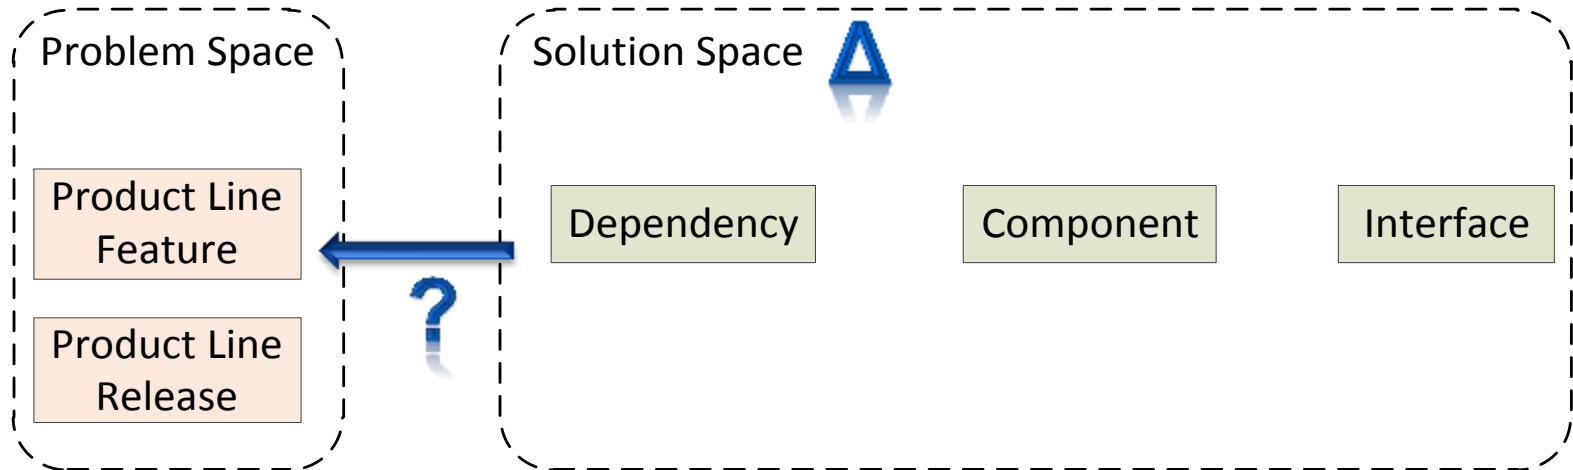 Problem Space
Solution Space Δ
Product Line
Feature
Dependency
Component
Interface
?
Product Line
Release